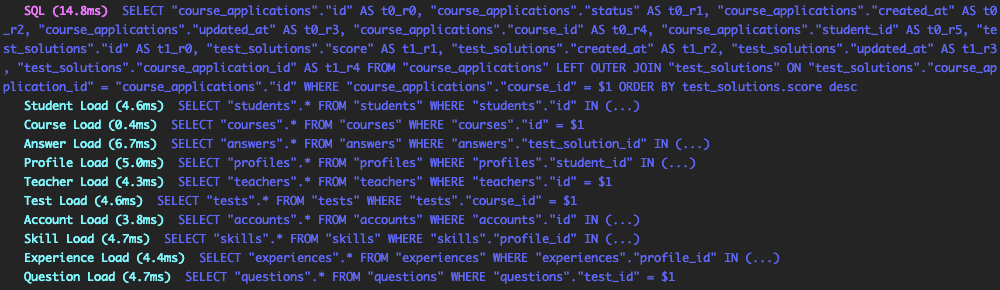 SQL (14.8ms)  SELECT "course_applications"."id" AS t0_r0, "course_applications"."status" AS t0_r1, "course_applications"."created_at" AS t0
_r2, "course_applications"."updated_at" AS t0_r3, "course_applications"."course_id" AS t0_r4, "course_applications"."student_id" AS t0_r5, "te
st_solutions"."id" AS t1_r0, "test_solutions"."score" AS t1_r1, "test_solutions"."created_at" AS t1_r2, "test_solutions"."updated_at" AS t1_r3
, "test_solutions"."course_application_id" AS t1_r4 FROM "course_applications" LEFT OUTER JOIN "test_solutions" ON "test_solutions"."course_ap
plication_id" = "course_applications"."id" WHERE "course_applications"."course_id" = $1 ORDER BY test_solutions.score desc
Student Load (4.6ms)  SELECT "students".* FROM "students" WHERE "students"."id" IN (...)
Course Load (0.4ms)  SELECT "courses".* FROM "courses" WHERE "courses"."id" = $1
Answer Load (6.7ms)  SELECT "answers".* FROM "answers" WHERE "answers"."test_solution_id" IN (...)
Profile Load (5.0ms)  SELECT "profiles".* FROM "profiles" WHERE "profiles"."student_id" IN (...)
Teacher Load (4.3ms)  SELECT "teachers".* FROM "teachers" WHERE "teachers"."id" = $1
Test Load (4.6ms)  SELECT "tests".* FROM "tests" WHERE "tests"."course_id" = $1
Account Load (3.8ms)  SELECT "accounts".* FROM "accounts" WHERE "accounts"."id" IN (...)
Skill Load (4.7ms)  SELECT "skills".* FROM "skills" WHERE "skills"."profile_id" IN (...)
Experience Load (4.4ms)  SELECT "experiences".* FROM "experiences" WHERE "experiences"."profile_id" IN (...)
Question Load (4.7ms)  SELECT "questions".* FROM "questions" WHERE "questions"."test_id" = $1